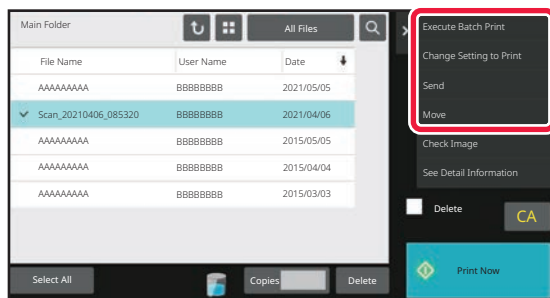 Main Folder
All Files
File Name User Name Date
AAAAAAAAA BBBBBBBB 2021/05/05
Scan_20210406_085320 BBBBBBBB 2021/04/06
AAAAAAAAA BBBBBBBB 2015/05/05
AAAAAAAAA BBBBBBBB 2015/04/04
AAAAAAAAA BBBBBBBB 2015/03/03
Select All
Copies
Delete
Execute Batch Print
Change Setting to Print
Send
Move
Check Image
See Detail Information
Delete
CA
Print Now